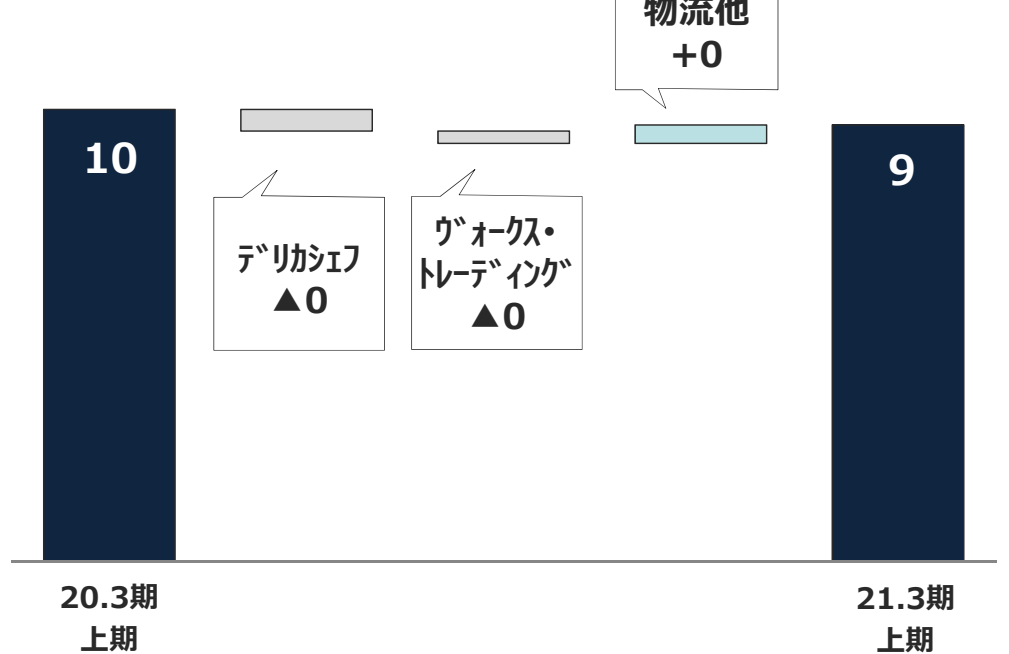 物流他
+0
10
9
ﾃﾞﾘｶｼｪﾌ
▲0
ｳﾞｫｰｸｽ･
ﾄﾚｰﾃﾞｨﾝｸﾞ
▲0
20.3期
上期
21.3期
上期